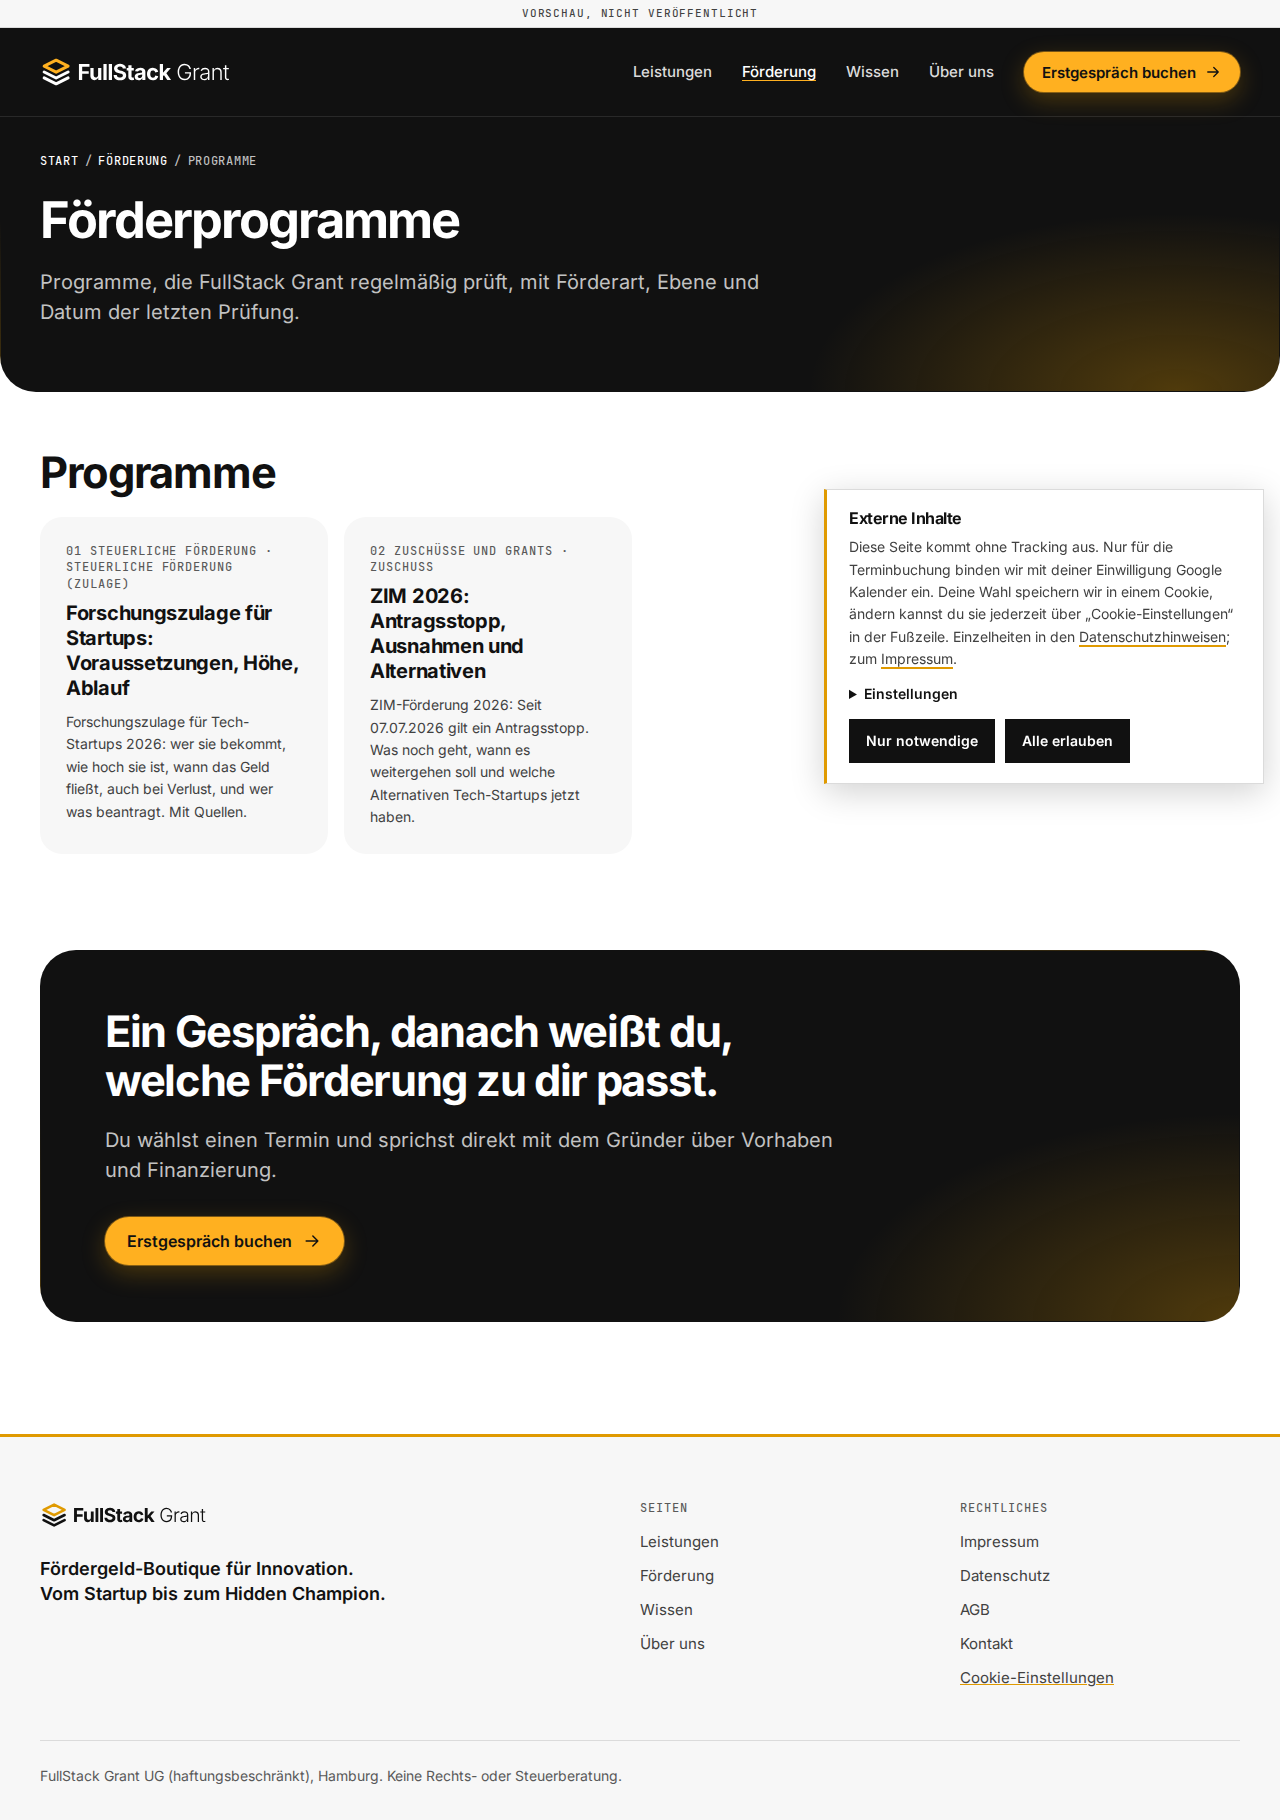 VORSCHAU, NICHT VERÖFFENTLICHT
FullStack Grant
Leistungen
Förderung
Wissen
Über uns
Erstgespräch buchen →
START / FÖRDERUNG / PROGRAMME
Förderprogramme
Programme, die FullStack Grant regelmäßig prüft, mit Förderart, Ebene und
Datum der letzten Prüfung.
Programme
01 STEUERLICHE FÖRDERUNG ·
STEUERLICHE FÖRDERUNG
(ZULAGE)
Forschungszulage für
Startups:
Voraussetzungen, Höhe,
Ablauf
Forschungszulage für Tech-
Startups 2026: wer sie bekommt,
wie hoch sie ist, wann das Geld
fließt, auch bei Verlust, und wer
was beantragt. Mit Quellen.
02 ZUSCHÜSSE UND GRANTS ·
ZUSCHUSS
ZIM 2026:
Antragsstopp,
Ausnahmen und
Alternativen
ZIM-Förderung 2026: Seit
07.07.2026 gilt ein Antragsstopp.
Was noch geht, wann es
weitergehen soll und welche
Alternativen Tech-Startups jetzt
haben.
Externe Inhalte
Diese Seite kommt ohne Tracking aus. Nur für die
Terminbuchung binden wir mit deiner Einwilligung Google
Kalender ein. Deine Wahl speichern wir in einem Cookie,
ändern kannst du sie jederzeit über „Cookie-Einstellungen“
in der Fußzeile. Einzelheiten in den Datenschutzhinweisen;
zum Impressum.
▶ Einstellungen
Nur notwendige
Alle erlauben
Ein Gespräch, danach weißt du,
welche Förderung zu dir passt.
Du wählst einen Termin und sprichst direkt mit dem Gründer über Vorhaben
und Finanzierung.
Erstgespräch buchen →
FullStack Grant
Fördergeld-Boutique für Innovation.
Vom Startup bis zum Hidden Champion.
SEITEN
Leistungen
Förderung
Wissen
Über uns
RECHTLICHES
Impressum
Datenschutz
AGB
Kontakt
Cookie-Einstellungen
FullStack Grant UG (haftungsbeschränkt), Hamburg. Keine Rechts- oder Steuerberatung.